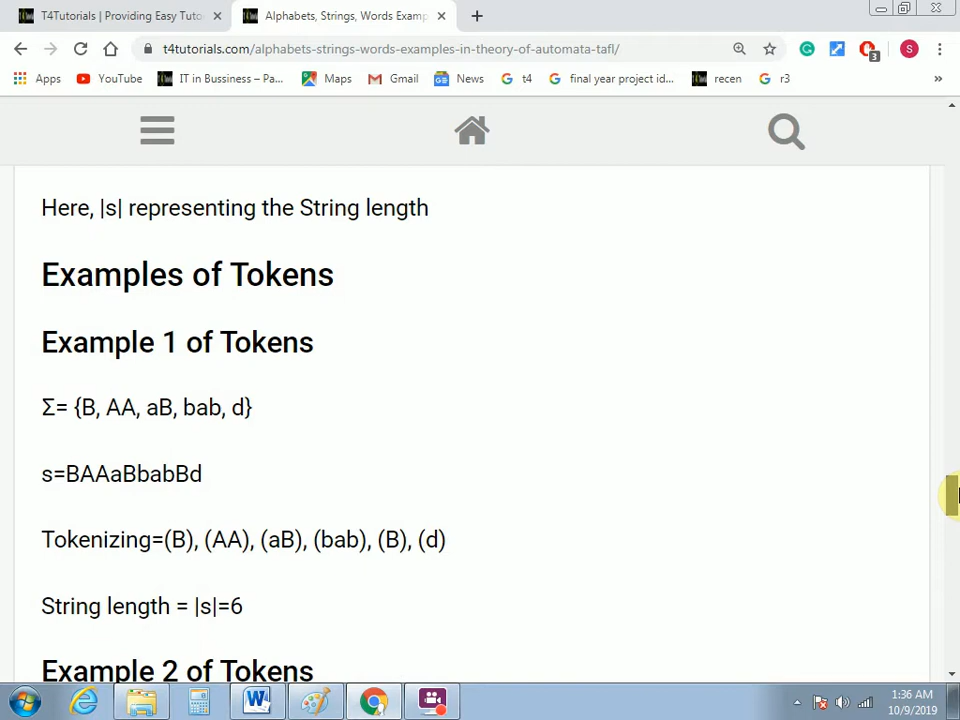 T4Tutorials | Providing Easy Tuto
Alphabets, Strings, Words Examp
t4tutorials.com/alphabets-strings-words-examples-in-theory-of-automata-tafl/
3
S
Apps
YouTube
IT in Bussiness – Pa...
Maps
Gmail
News
t4
final year project id...
recen
r3
»
Here, |s| representing the String length
Examples of Tokens
Example 1 of Tokens
Σ= {B, AA, aB, bab, d}
s=BAAaBbabBd
Tokenizing=(B), (AA), (aB), (bab), (B), (d)
String length = |s|=6
Example 2 of Tokens
1:36 AM
10/9/2019